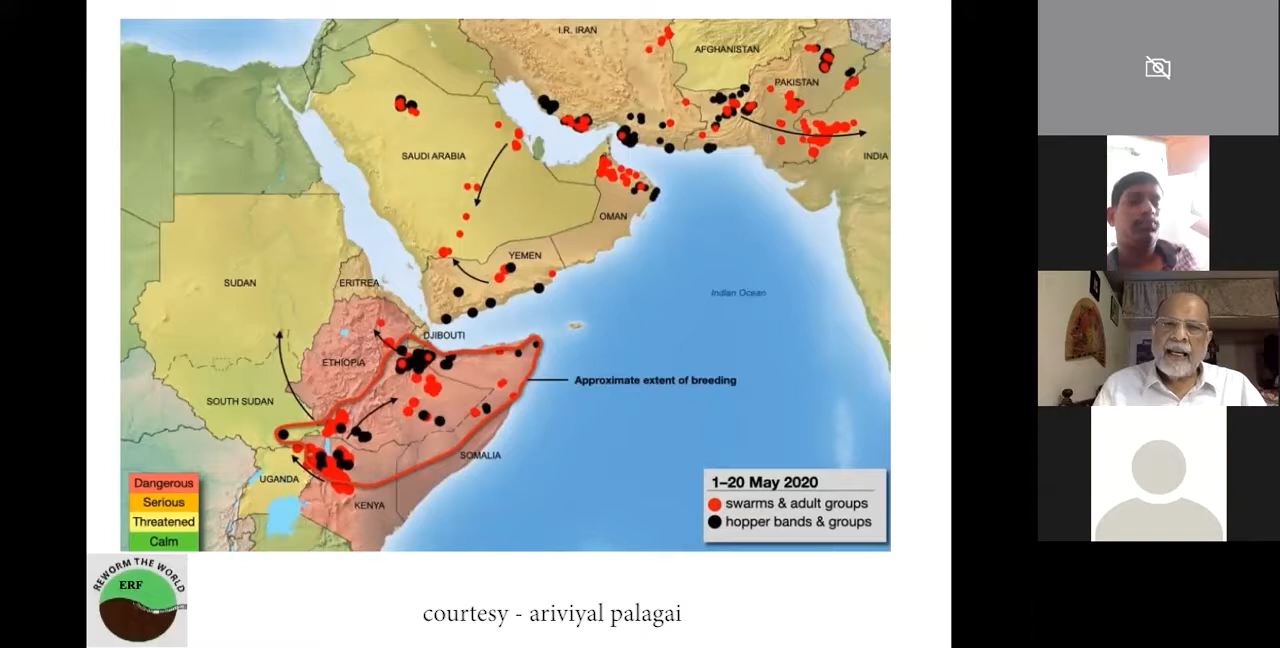 I.R. IRAN
AFGHANISTAN
PAKISTAN
SAUDI ARABIA
INDIA
OMAN
YEMEN
SUDAN
ERITREA
Indian Ocean
DJIBOUTI
ETHIOPIA
Approximate extent of breeding
SOUTH SUDAN
SOMALIA
UGANDA
KENYA
Dangerous
Serious
Threatened
Calm
1–20 May 2020
swarms & adult groups
hopper bands & groups
REWORM THE WORLD
ERF
courtesy - ariviyal palagai